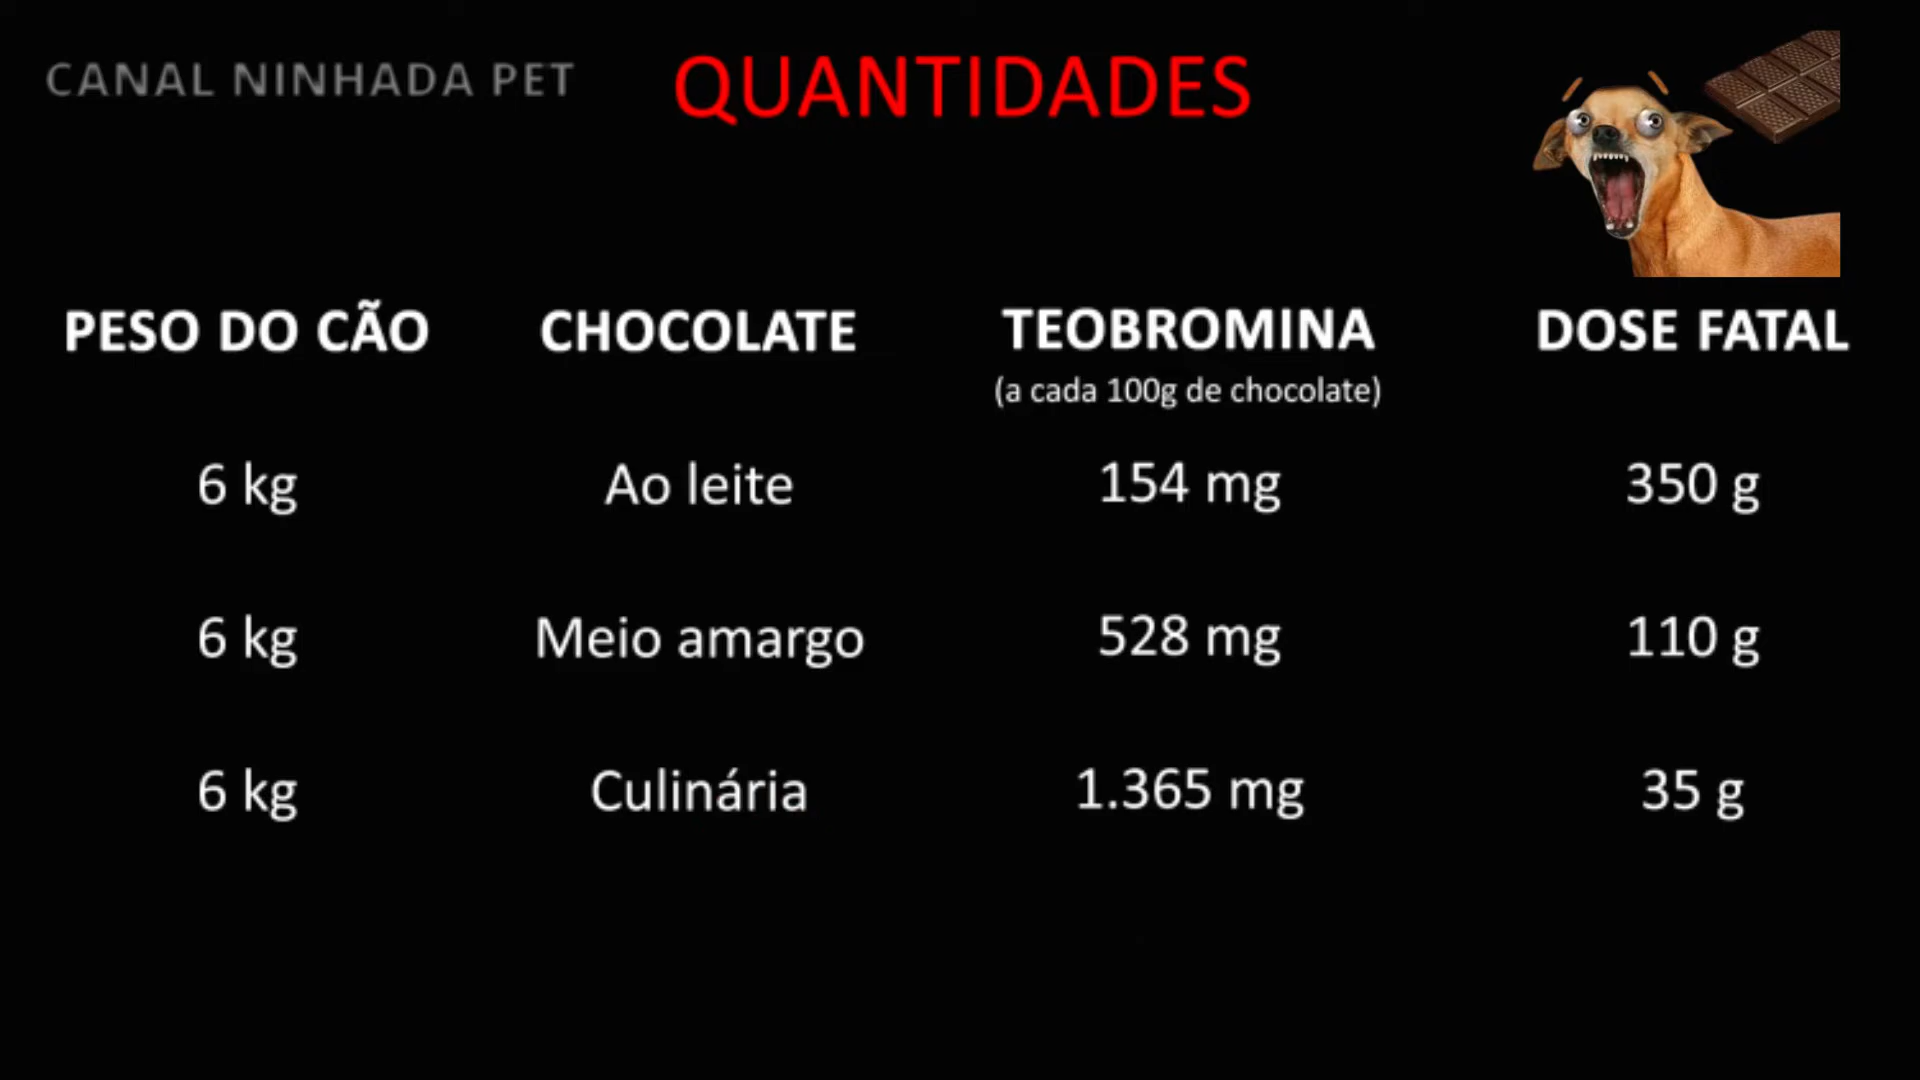 CANAL NINHADA PET
QUANTIDADES
PESO DO CÃO CHOCOLATE TEOBROMINA DOSE FATAL
(a cada 100g de chocolate)
6 kg Ao leite 154 mg 350 g
6 kg Meio amargo 528 mg 110 g
6 kg Culinária 1.365 mg 35 g